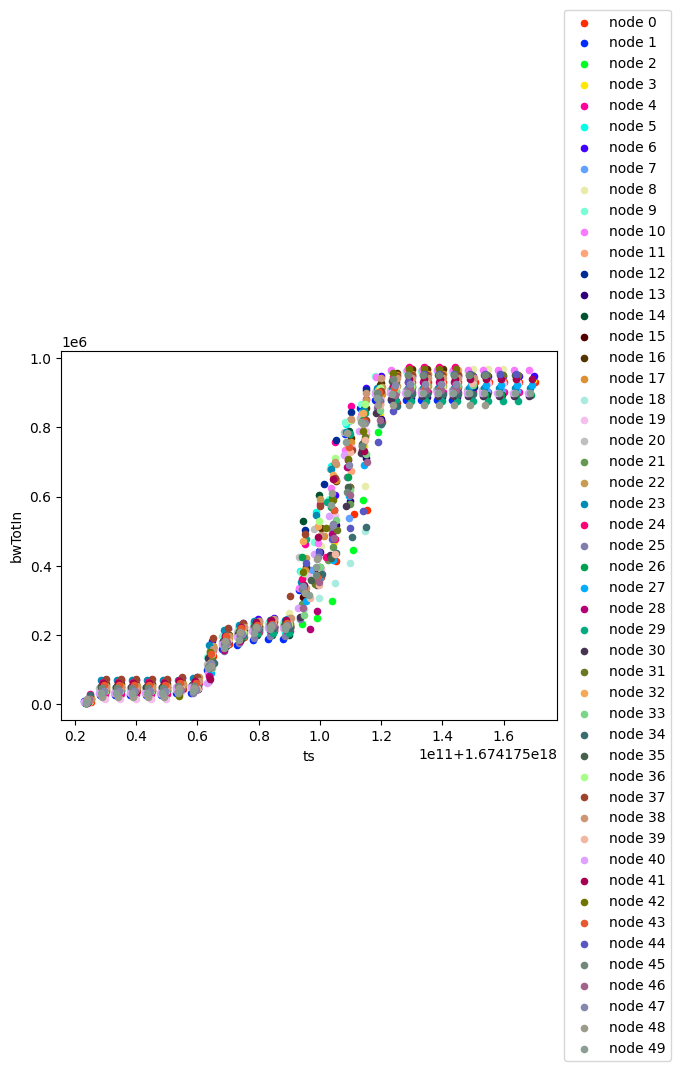 1e6
1.0
0.8
0.6
0.4
0.2
0.0
bwTotIn
0.2 0.4 0.6 0.8 1.0 1.2 1.4 1.6
ts
1e11+1.674175e18
node 0
node 1
node 2
node 3
node 4
node 5
node 6
node 7
node 8
node 9
node 10
node 11
node 12
node 13
node 14
node 15
node 16
node 17
node 18
node 19
node 20
node 21
node 22
node 23
node 24
node 25
node 26
node 27
node 28
node 29
node 30
node 31
node 32
node 33
node 34
node 35
node 36
node 37
node 38
node 39
node 40
node 41
node 42
node 43
node 44
node 45
node 46
node 47
node 48
node 49